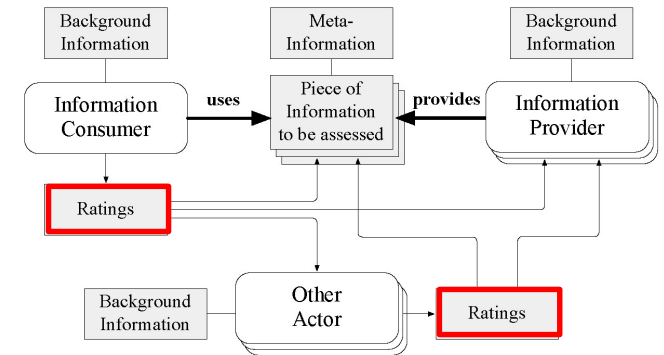 Background
Information
Meta-
Information
Background
Information
Information
Consumer
uses
Piece of
Information
to be assessed
provides
Information
Provider
Ratings
Background
Information
Other
Actor
Ratings